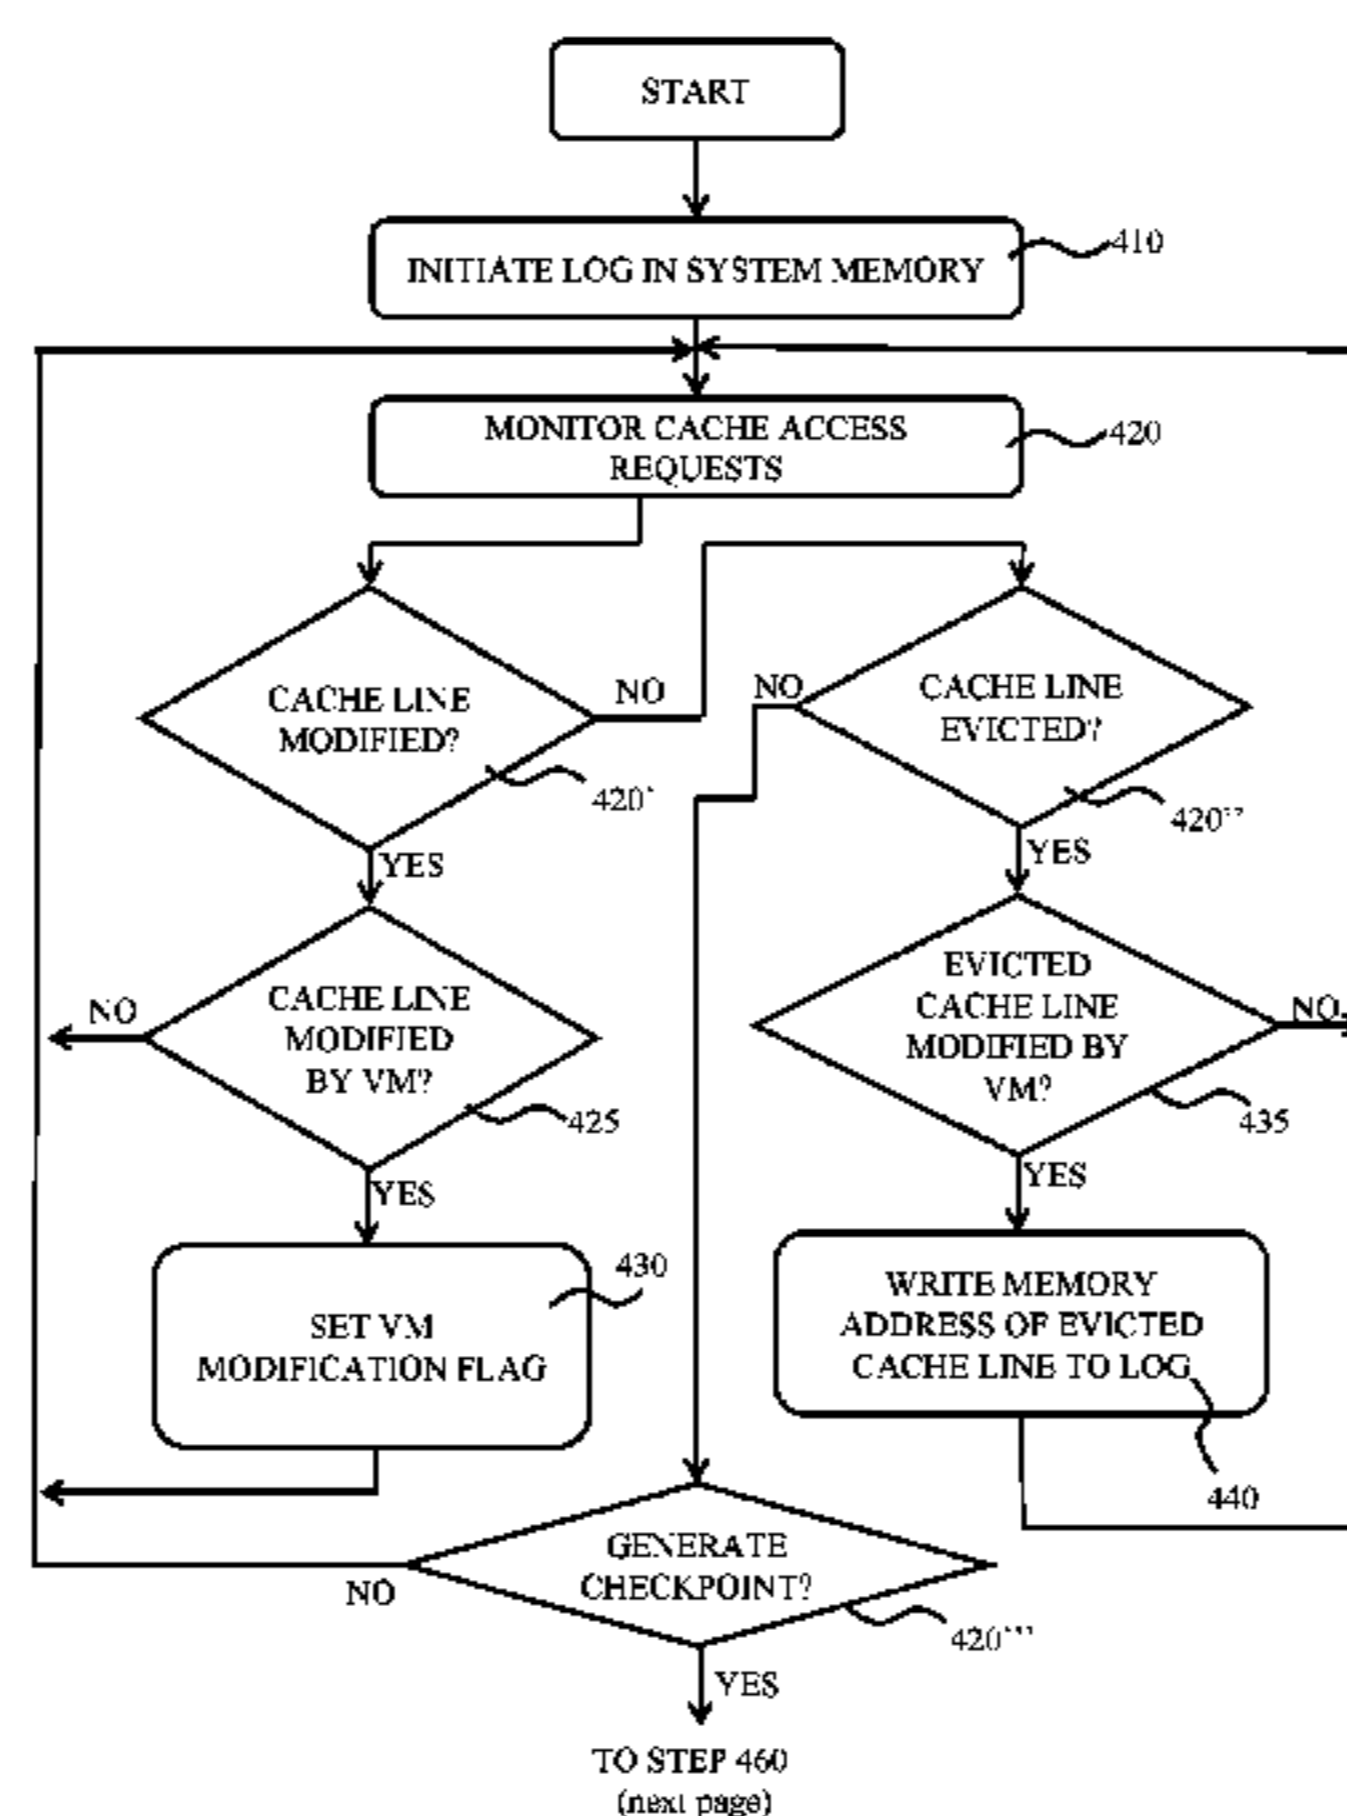 START
INITIATE LOG IN SYSTEM MEMORY
410
MONITOR CACHE ACCESS
REQUESTS
420
CACHE LINE
MODIFIED?
NO
420`
YES
NO
CACHE LINE
EVICTED?
420``
YES
CACHE LINE
MODIFIED
BY VM?
NO
425
YES
EVICTED
CACHE LINE
MODIFIED BY
VM?
NO
435
YES
SET VM
MODIFICATION FLAG
430
WRITE MEMORY
ADDRESS OF EVICTED
CACHE LINE TO LOG
440
GENERATE
CHECKPOINT?
NO
420```
YES
TO STEP 460
(next page)